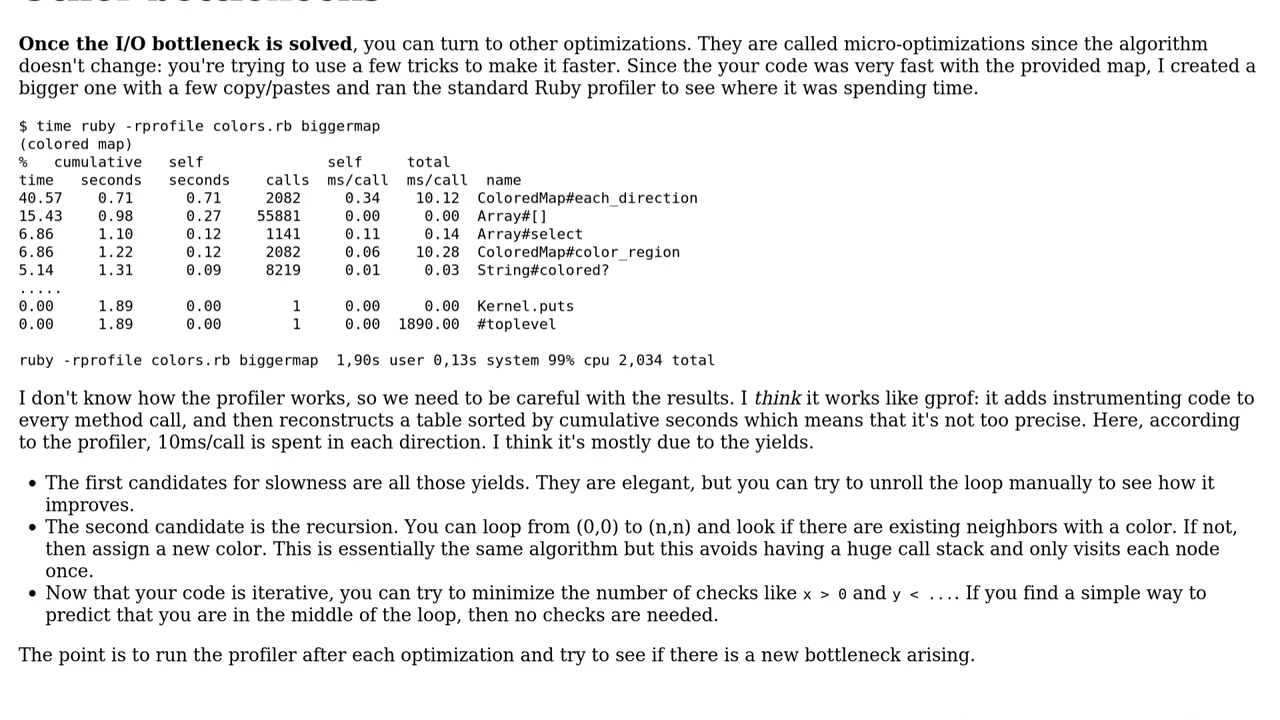 Once the I/O bottleneck is solved, you can turn to other optimizations. They are called micro-optimizations since the algorithm
doesn't change: you're trying to use a few tricks to make it faster. Since the your code was very fast with the provided map, I created a
bigger one with a few copy/pastes and ran the standard Ruby profiler to see where it was spending time.
$ time ruby -rprofile colors.rb biggermap
(colored map)
%   cumulative   self              self     total
time   seconds   seconds    calls  ms/call  ms/call  name
40.57    0.71      0.71     2082     0.34    10.12  ColoredMap#each_direction
15.43    0.98      0.27    55881     0.00     0.00  Array#[]
6.86     1.10      0.12     1141     0.11     0.14  Array#select
6.86     1.22      0.12     2082     0.06    10.28  ColoredMap#color_region
5.14     1.31      0.09     8219     0.01     0.03  String#colored?
.....
0.00     1.89      0.00        1     0.00     0.00  Kernel.puts
0.00     1.89      0.00        1     0.00  1890.00  #toplevel
ruby -rprofile colors.rb biggermap  1,90s user 0,13s system 99% cpu 2,034 total
I don't know how the profiler works, so we need to be careful with the results. I think it works like gprof: it adds instrumenting code to
every method call, and then reconstructs a table sorted by cumulative seconds which means that it's not too precise. Here, according
to the profiler, 10ms/call is spent in each direction. I think it's mostly due to the yields.
• The first candidates for slowness are all those yields. They are elegant, but you can try to unroll the loop manually to see how it
improves.
• The second candidate is the recursion. You can loop from (0,0) to (n,n) and look if there are existing neighbors with a color. If not,
then assign a new color. This is essentially the same algorithm but this avoids having a huge call stack and only visits each node
once.
• Now that your code is iterative, you can try to minimize the number of checks like x > 0 and y < .... If you find a simple way to
predict that you are in the middle of the loop, then no checks are needed.
The point is to run the profiler after each optimization and try to see if there is a new bottleneck arising.